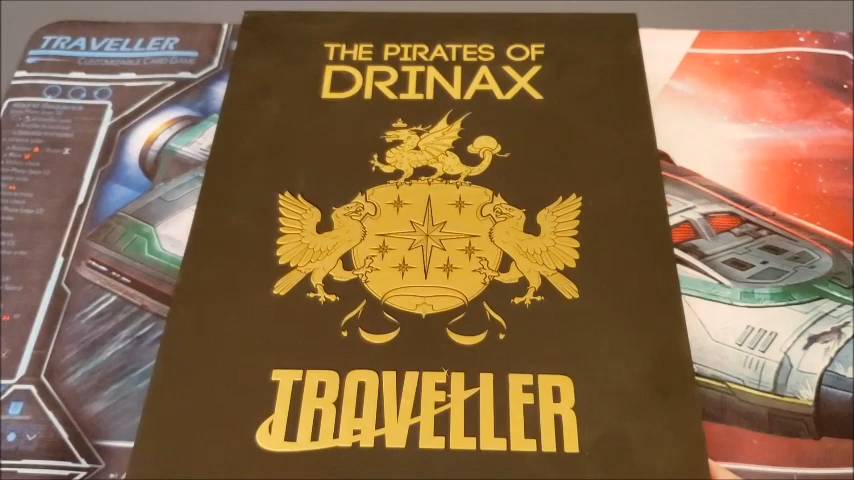 TRAVELLER
CUSTOMIZABLE CARD GAME
THE PIRATES OF
DRINAX
TRAVELLER